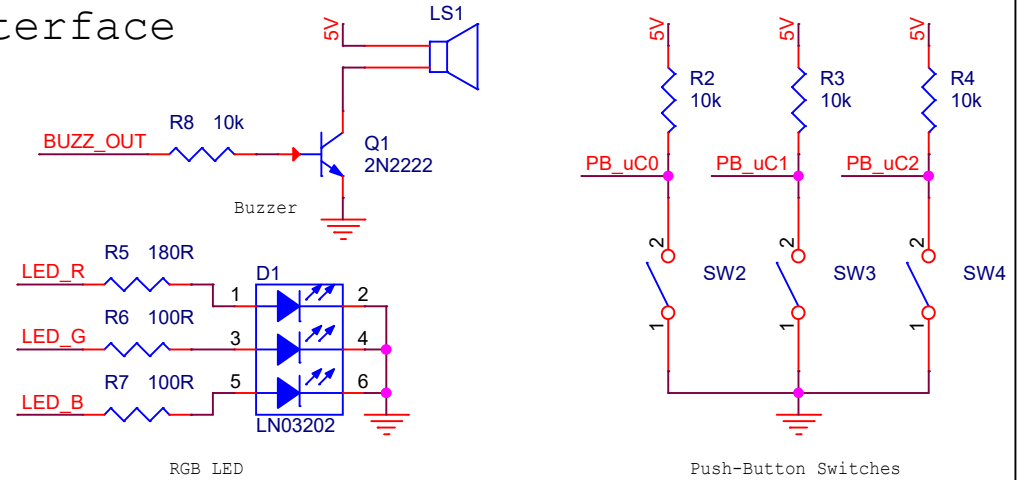 terface
5V
LS1
R8 10k
BUZZ_OUT
Q1
2N2222
Buzzer
R5 180R
LED_R
R6 100R
LED_G
R7 100R
LED_B
D1
1 2
3 4
5 6
LN03202
RGB LED
5V 5V 5V
R2 R3 R4
10k 10k 10k
PB_uC0 PB_uC1 PB_uC2
2 2 2
SW2 SW3 SW4
1 1 1
Push-Button Switches